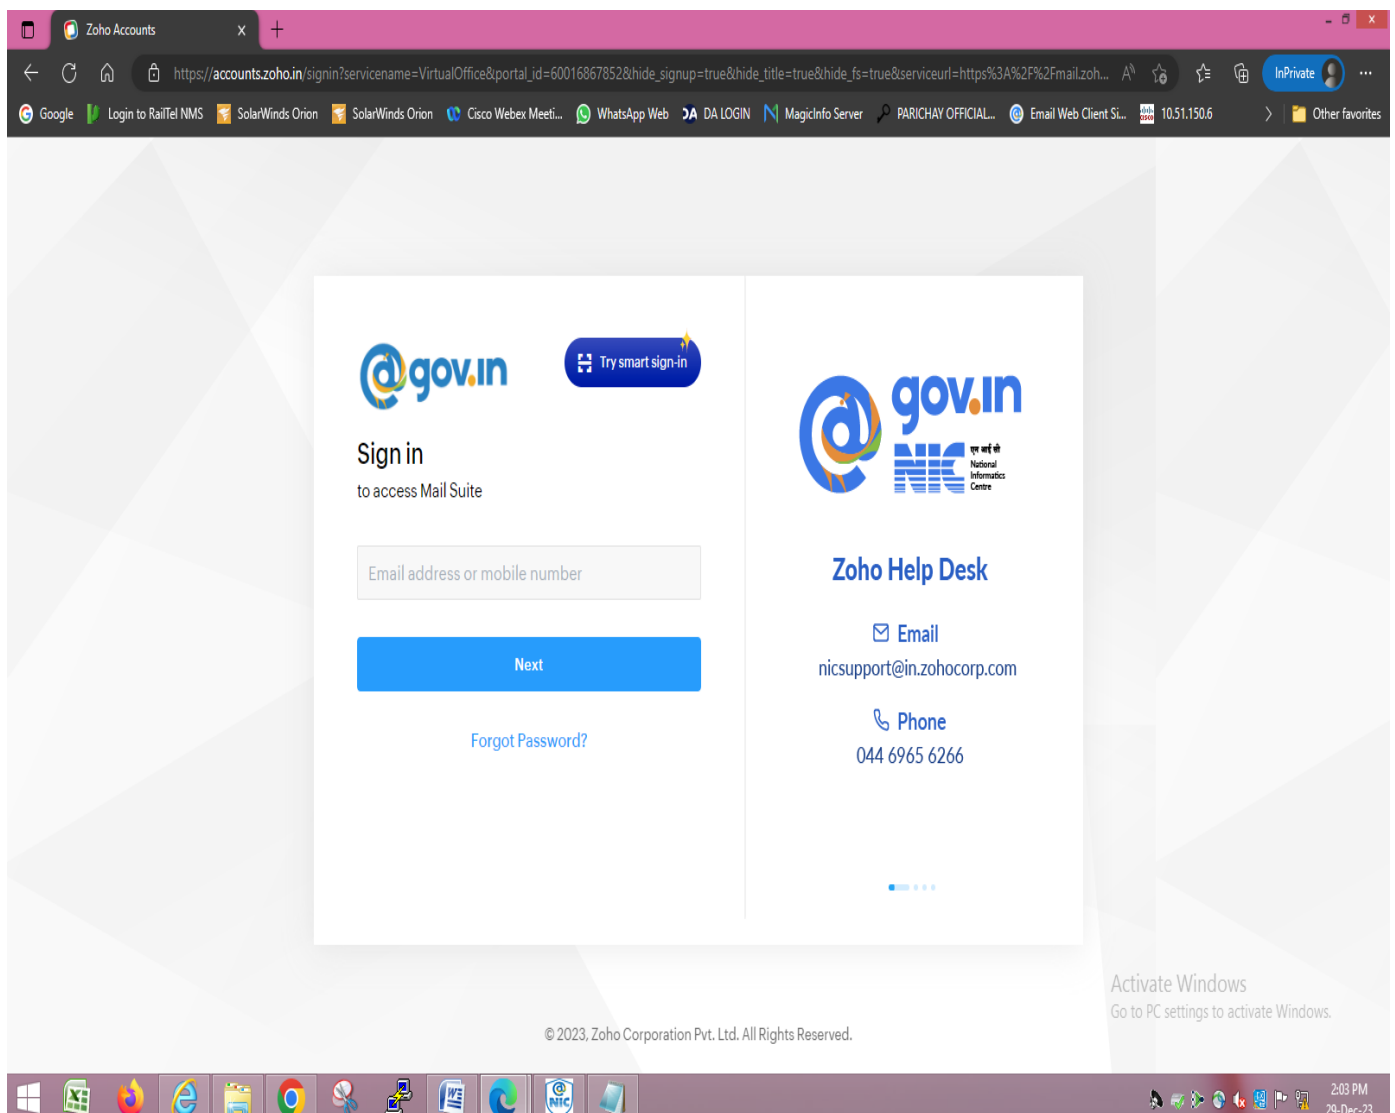 Zoho Accounts
https://accounts.zoho.in/signin?servicename=VirtualOffice&portal_id=60016867852&hide_signup=true&hide_title=true&hide_fs=true&serviceurl=https%3A%2F%2Fmail.zoh...
InPrivate
Google
Login to RailTel NMS
SolarWinds Orion
SolarWinds Orion
Cisco Webex Meeti...
WhatsApp Web
DA LOGIN
MagicInfo Server
PARICHAY OFFICIAL...
Email Web Client Si...
10.51.150.6
Other favorites
@gov.in
Try smart sign-in
Sign in
to access Mail Suite
Email address or mobile number
Next
Forgot Password?
@gov.in
NIC
एन आई सी
National
Informatics
Centre
Zoho Help Desk
Email
nicsupport@in.zohocorp.com
Phone
044 6965 6266
Activate Windows
Go to PC settings to activate Windows.
© 2023, Zoho Corporation Pvt. Ltd. All Rights Reserved.
NIC
2:03 PM
29-Dec-23